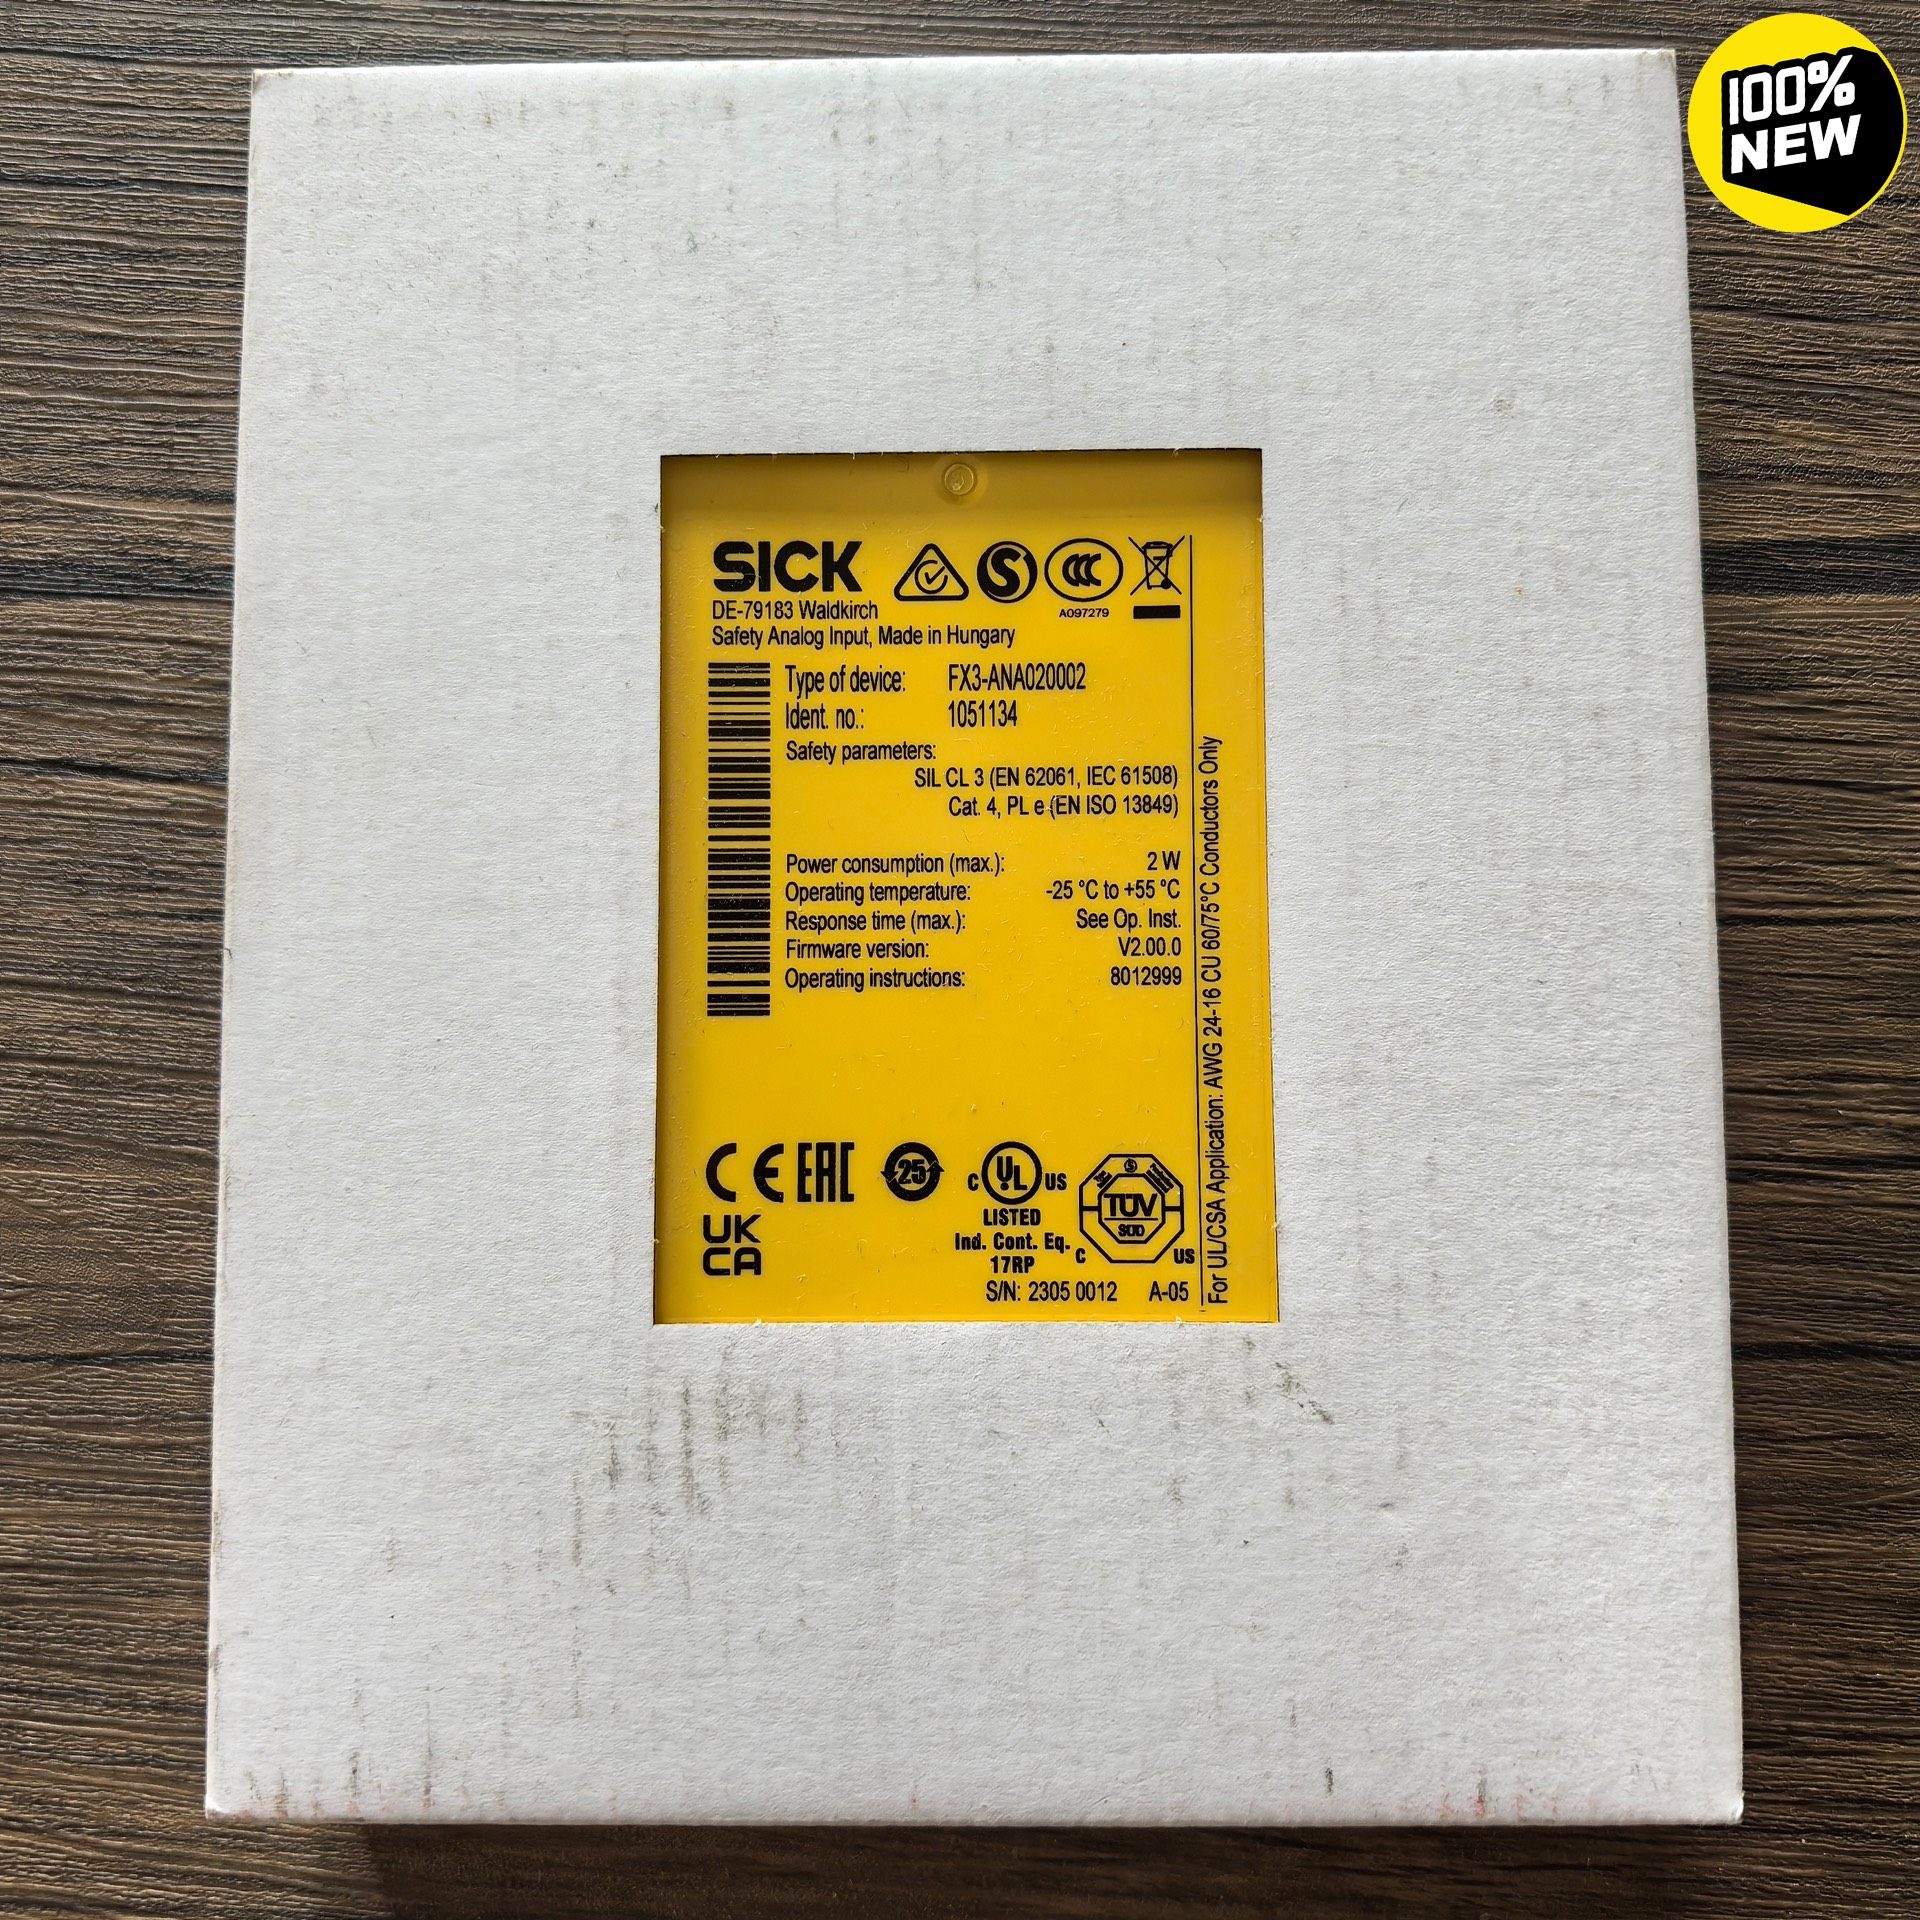 100%
NEW
SICK
DE-79183 Waldkirch
A097279
Safety Analog Input, Made in Hungary
Type of device: FX3-ANA020002
Ident. no.: 1051134
Safety parameters:
SIL CL 3 (EN 62061, IEC 61508)
Cat. 4, PL e (EN ISO 13849)
Power consumption (max.): 2 W
Operating temperature: -25 °C to +55 °C
Response time (max.): See Op. Inst.
Firmware version: V2.00.0
Operating instructions: 8012999
For UL/CSA Application: AWG 24-16 CU 60/75°C Conductors Only
CE EAC 25 C UL US
LISTED
Ind. Cont. Eq.
17RP
UK
CA
TÜV
SÜD
C US
S/N: 2305 0012 A-05